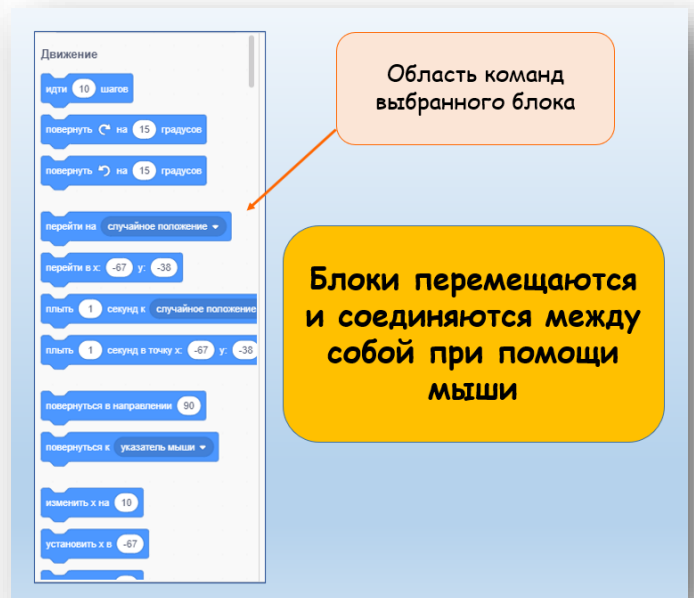 Движение
идти 10 шагов
повернуть на 15 градусов
повернуть на 15 градусов
перейти на случайное положение
перейти в x: -67 y: -38
плыть 1 секунд к случайное положение
плыть 1 секунд в точку x: -67 y: -38
повернуться в направлении 90
повернуться к указатель мыши
изменить x на 10
установить x в -67
Область команд
выбранного блока
Блоки перемещаются
и соединяются между
собой при помощи
мыши